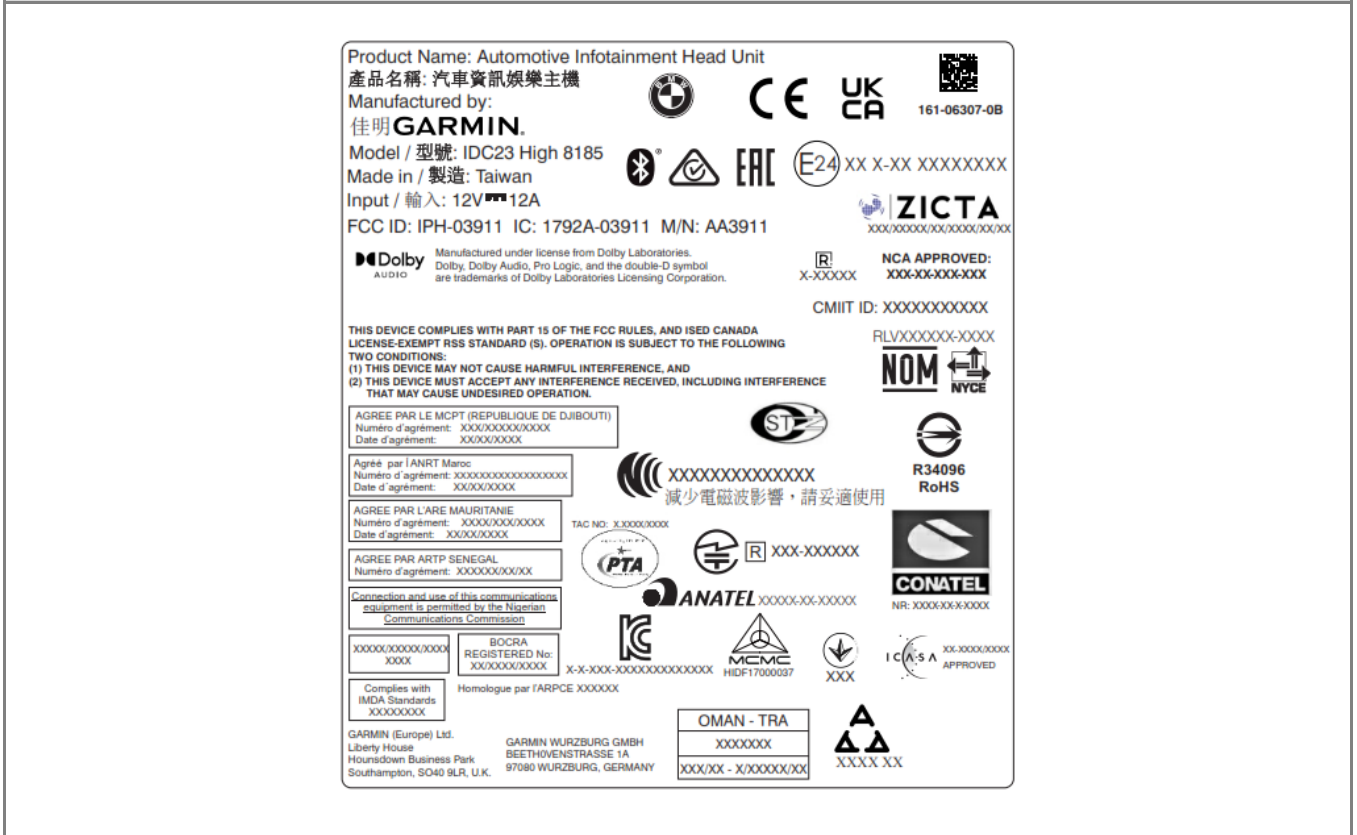 Product Name: Automotive Infotainment Head Unit
產品名稱: 汽車資訊娛樂主機
Manufactured by:
佳明GARMIN.
Model / 型號: IDC23 High 8185
Made in / 製造: Taiwan
Input / 輸入: 12V 12A
FCC ID: IPH-03911 IC: 1792A-03911 M/N: AA3911
BMW
CE
UK
CA
161-06307-0B
EAC
E24 XX X-XX XXXXXXXX
ZICTA
XXX/XXXXX/XX/XXXX/XX/XX
Dolby
AUDIO
Manufactured under license from Dolby Laboratories.
Dolby, Dolby Audio, Pro Logic, and the double-D symbol
are trademarks of Dolby Laboratories Licensing Corporation.
R
X-XXXXX
NCA APPROVED:
XXX-XX-XXX-XXX
CMIIT ID: XXXXXXXXXXX
THIS DEVICE COMPLIES WITH PART 15 OF THE FCC RULES, AND ISED CANADA
LICENSE-EXEMPT RSS STANDARD (S). OPERATION IS SUBJECT TO THE FOLLOWING
TWO CONDITIONS:
(1) THIS DEVICE MAY NOT CAUSE HARMFUL INTERFERENCE, AND
(2) THIS DEVICE MUST ACCEPT ANY INTERFERENCE RECEIVED, INCLUDING INTERFERENCE
THAT MAY CAUSE UNDESIRED OPERATION.
RLVXXXXXX-XXXX
NOM
NYCE
AGREE PAR LE MCPT (REPUBLIQUE DE DJIBOUTI)
Numéro d'agrément: XXX/XXXXX/XXXX
Date d'agrément: XX/XX/XXXX
ST
R34096
RoHS
Agréé par l'ANRT Maroc
Numéro d´agrément: XXXXXXXXXXXXXXXXXX
Date d´agrément: XX/XX/XXXX
XXXXXXXXXXXXXX
減少電磁波影響，請妥適使用
AGREE PAR L'ARE MAURITANIE
Numéro d'agrément: XXXX/XXX/XXXX
Date d'agrément: XX/XX/XXXX
TAC NO: X.XXXX/XXXX
PTA
R XXX-XXXXXX
CONATEL
NR: XXXX-XX-X-XXXX
AGREE PAR ARTP SENEGAL
Numéro d'agrément: XXXXXX/XX/XX
ANATEL XXXXX-XX-XXXXX
Connection and use of this communications
equipment is permitted by the Nigerian
Communications Commission
XXXXX/XXXXX/XXXX
XXXX
BOCRA
REGISTERED No:
XX/XXXX/XXXX
X-X-XXX-XXXXXXXXXXXXXX
MCMC
HIDF17000037
XXX
ICASA
XX-XXXX/XXXX
APPROVED
Complies with
IMDA Standards
XXXXXXXX
Homologue par l'ARPCE XXXXXX
GARMIN (Europe) Ltd.
Liberty House
Hounsdown Business Park
Southampton, SO40 9LR, U.K.
GARMIN WURZBURG GMBH
BEETH0VENSTRASSE 1A
97080 WURZBURG, GERMANY
OMAN - TRA
XXXXXXX
XXX/XX - X/XXXXX/XX
XXXX XX